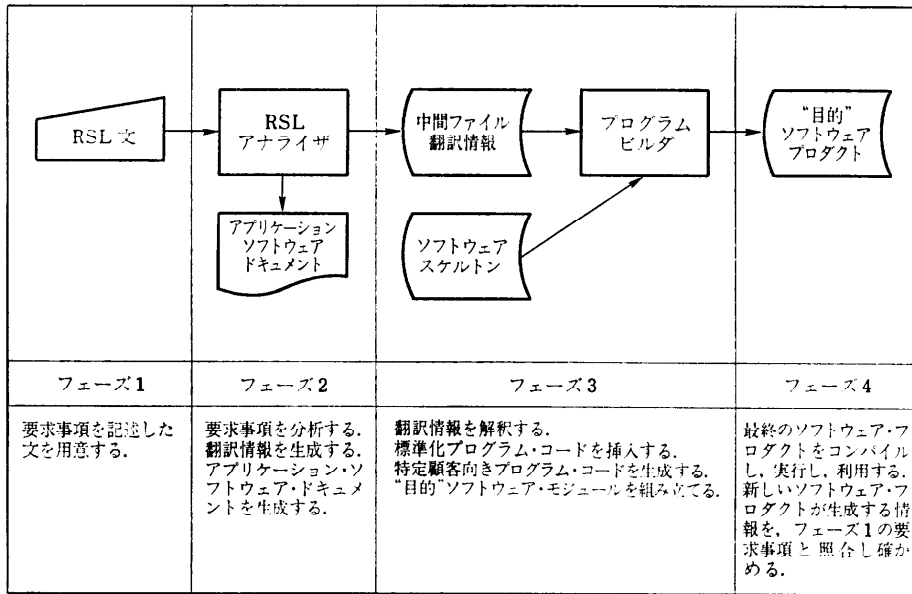 RSL 文
RSL
アナライザ
アプリケーション
ソフトウェア
ドキュメント
中間ファイル
翻訳情報
ソフトウェア
スケルトン
プログラム
ビルダ
“目的”
ソフトウェア
プロダクト
フェーズ1
フェーズ2
フェーズ3
フェーズ4
要求事項を記述した
文を用意する.
要求事項を分析する.
翻訳情報を生成する.
アプリケーション・ソ
フトウェア・ドキュメ
ントを生成する.
翻訳情報を解釈する.
標準化プログラム・コードを挿入する.
特定顧客向きプログラム・コードを生成する.
“目的”ソフトウェア・モジュールを組み立てる.
最終のソフトウェア・プ
ロダクトをコンパイル
し, 実行し, 利用する.
新しいソフトウェア・プ
ロダクトが生成する情
報を, フェーズ1の要
求事項と照合し確か
める.